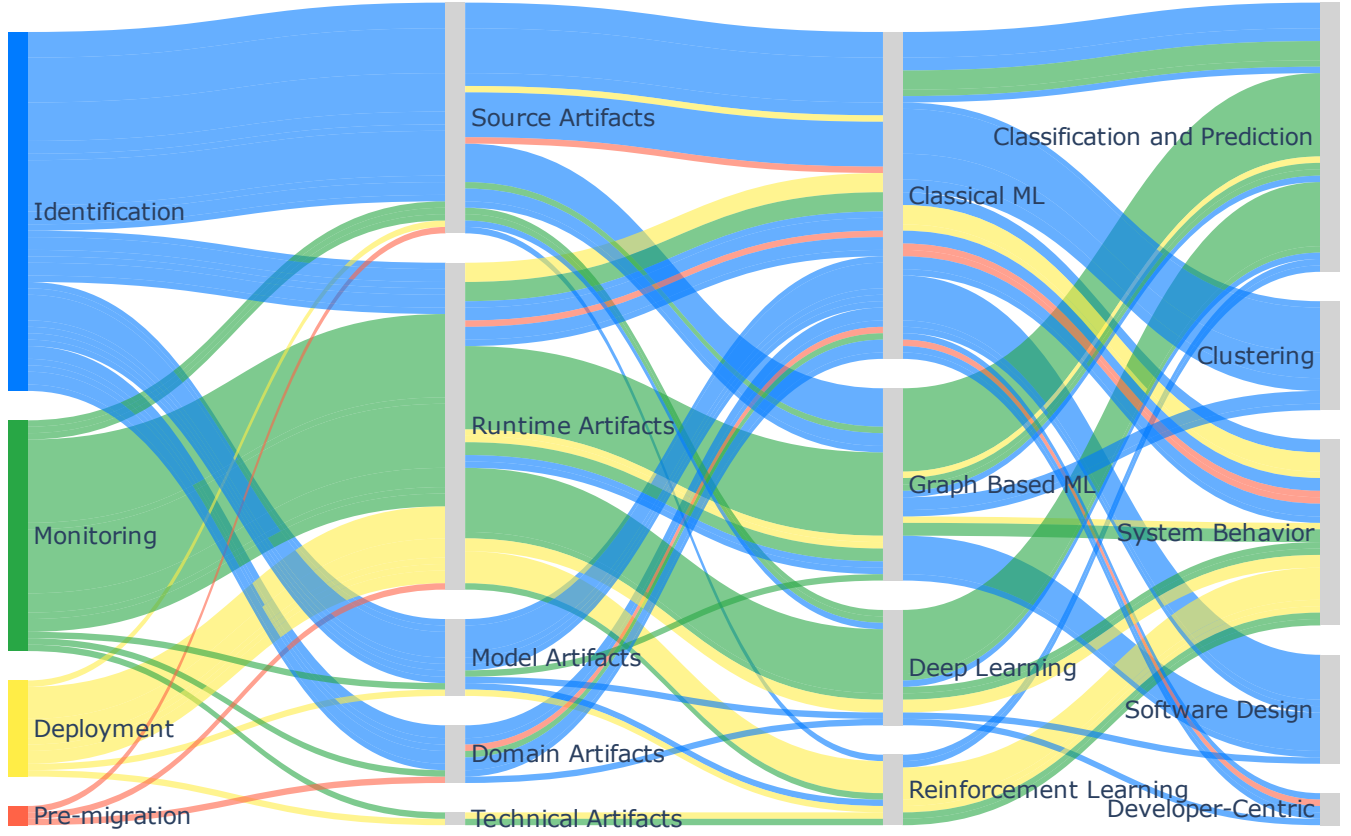 Identification
Monitoring
Deployment
Pre-migration
Source Artifacts
Runtime Artifacts
Model Artifacts
Domain Artifacts
Technical Artifacts
Classical ML
Graph Based ML
Deep Learning
Reinforcement Learning
Classification and Prediction
Clustering
System Behavior
Software Design
Developer-Centric